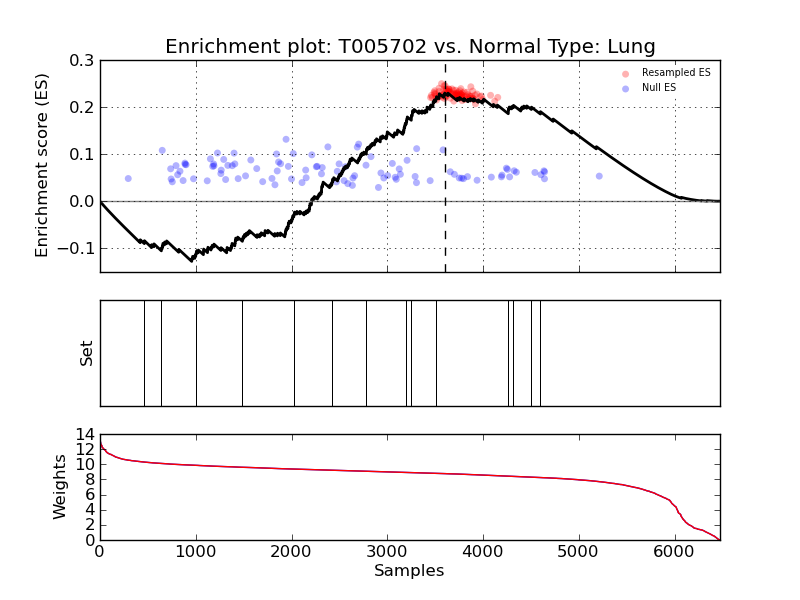 Enrichment plot: T005702 vs. Normal Type: Lung
Enrichment score (ES)
0.3
0.2
0.1
0.0
−0.1
Resampled ES
Null ES
Set
Weights
14
12
10
8
6
4
2
0
0 1000 2000 3000 4000 5000 6000
Samples